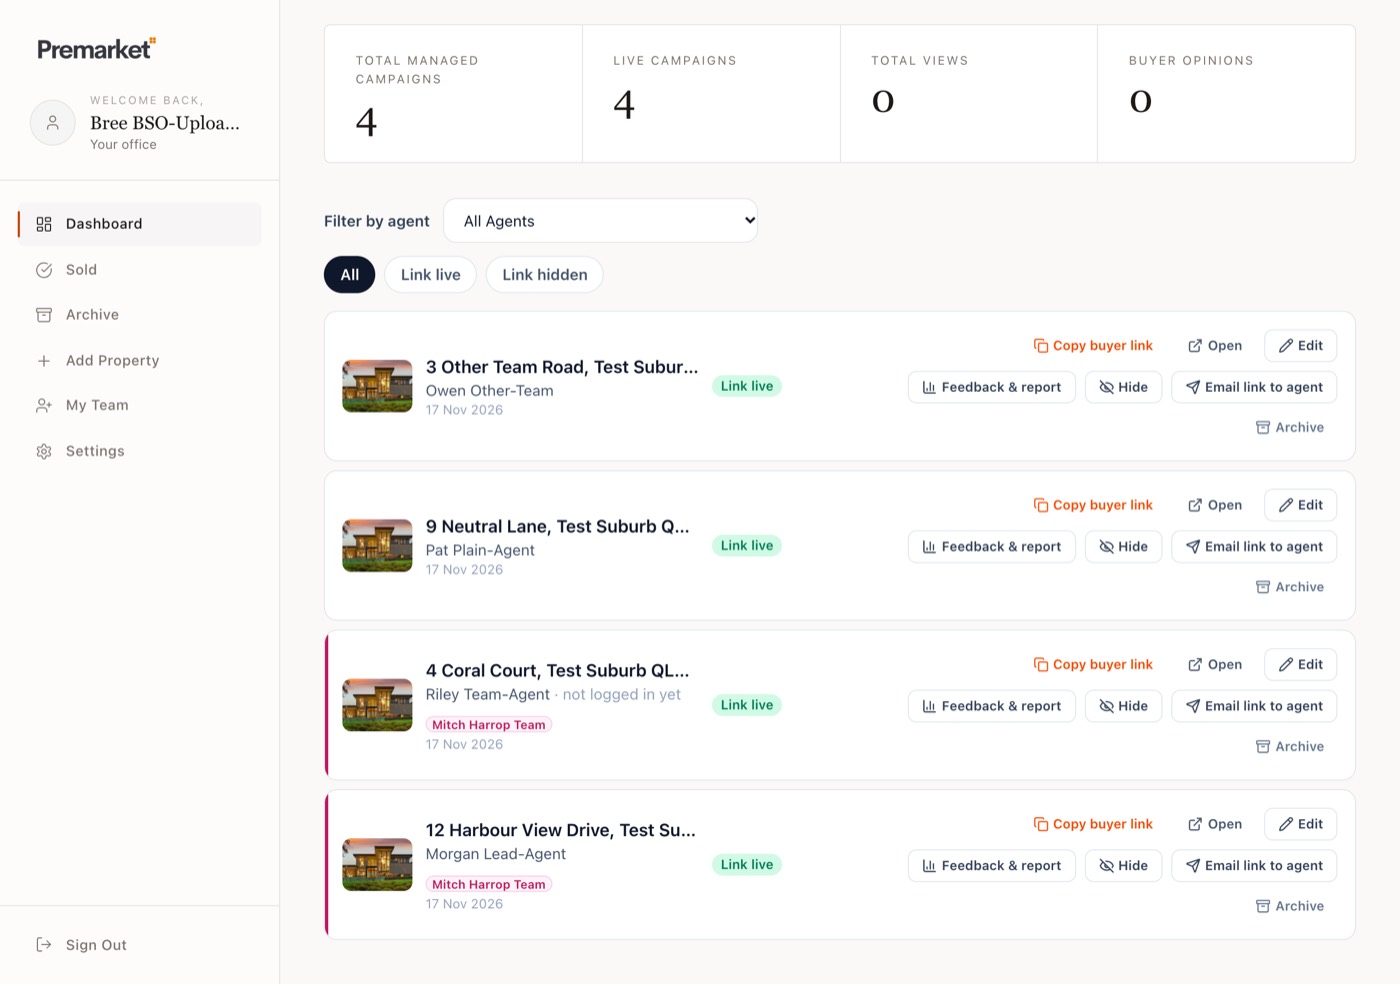 Premarket
WELCOME BACK,
Bree BSO-Uploa...
Your office
Dashboard
Sold
Archive
Add Property
My Team
Settings
Sign Out
TOTAL MANAGED
CAMPAIGNS
4
LIVE CAMPAIGNS
4
TOTAL VIEWS
0
BUYER OPINIONS
0
Filter by agent
All Agents
All
Link live
Link hidden
3 Other Team Road, Test Subur...
Owen Other-Team
17 Nov 2026
Link live
Copy buyer link
Open
Edit
Feedback & report
Hide
Email link to agent
Archive
9 Neutral Lane, Test Suburb Q...
Pat Plain-Agent
17 Nov 2026
Link live
Copy buyer link
Open
Edit
Feedback & report
Hide
Email link to agent
Archive
4 Coral Court, Test Suburb QL...
Riley Team-Agent · not logged in yet
Mitch Harrop Team
17 Nov 2026
Link live
Copy buyer link
Open
Edit
Feedback & report
Hide
Email link to agent
Archive
12 Harbour View Drive, Test Su...
Morgan Lead-Agent
Mitch Harrop Team
17 Nov 2026
Link live
Copy buyer link
Open
Edit
Feedback & report
Hide
Email link to agent
Archive